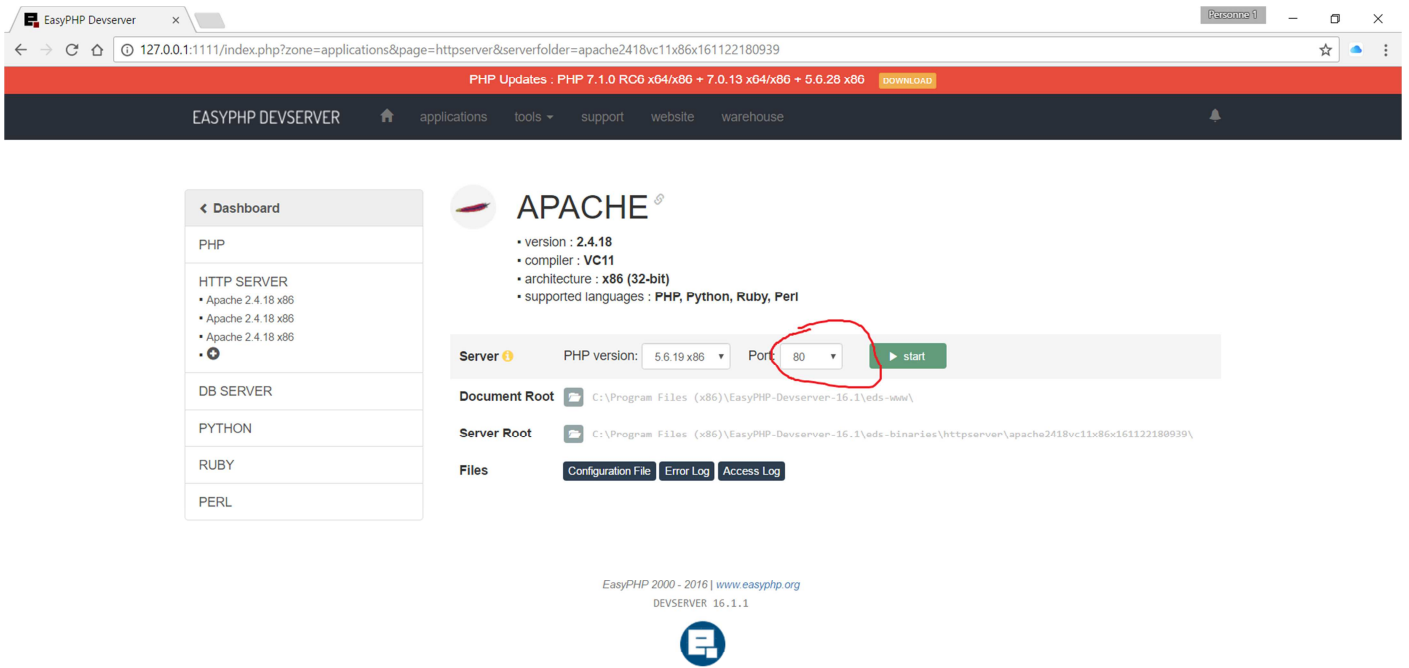 EasyPHP Devserver
Personne 1
127.0.0.1:1111/index.php?zone=applications&page=httpserver&serverfolder=apache2418vc11x86x161122180939
PHP Updates : PHP 7.1.0 RC6 x64/x86 + 7.0.13 x64/x86 + 5.6.28 x86 DOWNLOAD
EASYPHP DEVSERVER applications tools support website warehouse
Dashboard
PHP
HTTP SERVER
▪ Apache 2.4.18 x86
▪ Apache 2.4.18 x86
▪ Apache 2.4.18 x86
DB SERVER
PYTHON
RUBY
PERL
APACHE
▪ version : 2.4.18
▪ compiler : VC11
▪ architecture : x86 (32-bit)
▪ supported languages : PHP, Python, Ruby, Perl
Server PHP version: 5.6.19 x86 Port: 80 start
Document Root C:\Program Files (x86)\EasyPHP-Devserver-16.1\eds-www\
Server Root C:\Program Files (x86)\EasyPHP-Devserver-16.1\eds-binaries\httpserver\apache2418vc11x86x161122180939\
Files Configuration File Error Log Access Log
EasyPHP 2000 - 2016 | www.easyphp.org
DEVSERVER 16.1.1